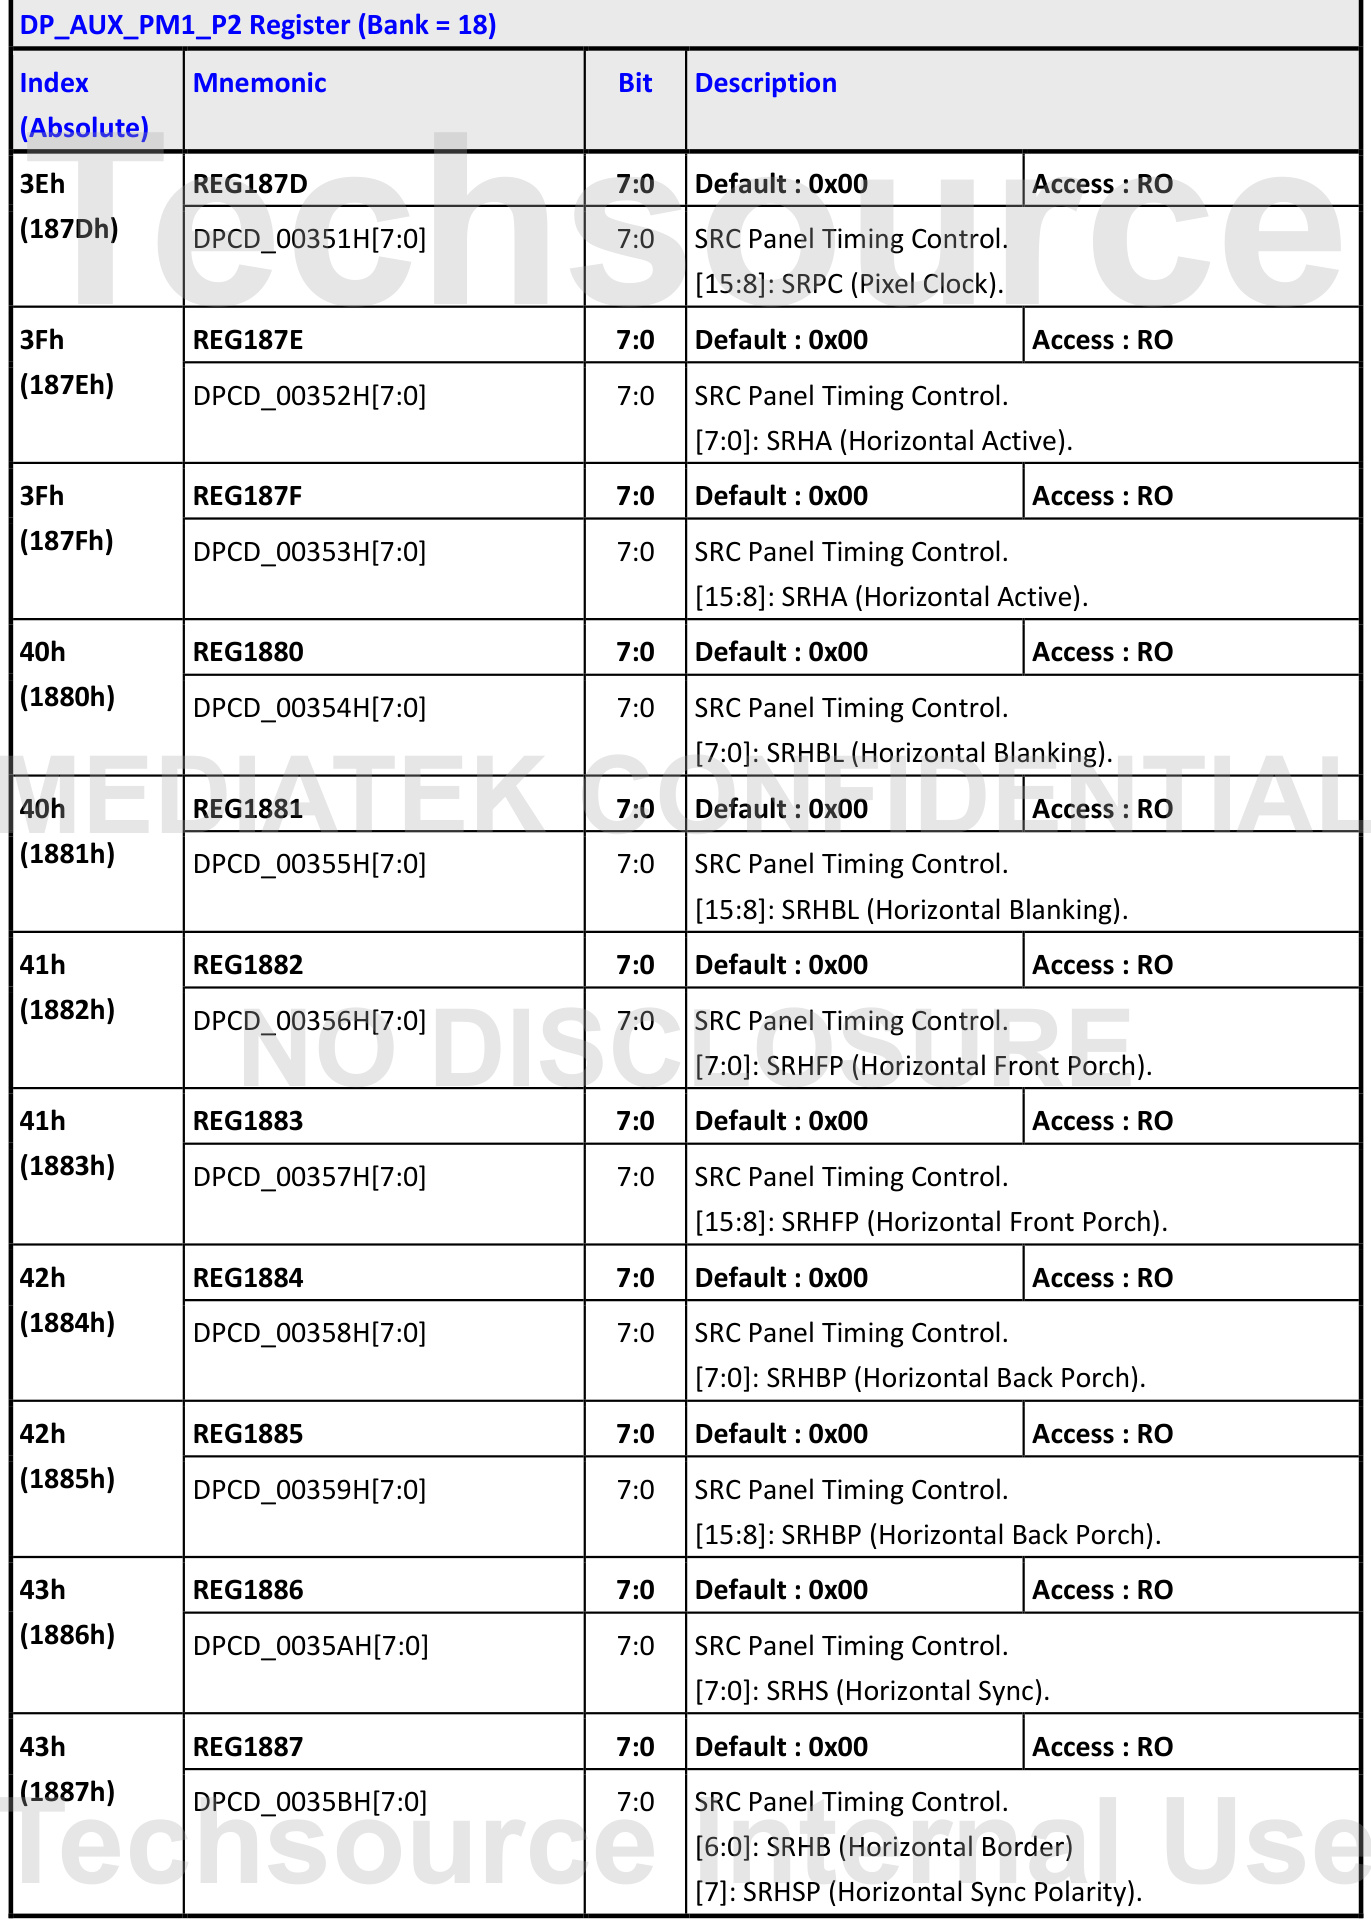 DP_AUX_PM1_P2 Register (Bank = 18)
Index
(Absolute)
Mnemonic
Bit
Description
3Eh
(187Dh)
REG187D
7:0
Default : 0x00
Access : RO
DPCD_00351H[7:0]
7:0
SRC Panel Timing Control.
[15:8]: SRPC (Pixel Clock).
3Fh
(187Eh)
REG187E
7:0
Default : 0x00
Access : RO
DPCD_00352H[7:0]
7:0
SRC Panel Timing Control.
[7:0]: SRHA (Horizontal Active).
3Fh
(187Fh)
REG187F
7:0
Default : 0x00
Access : RO
DPCD_00353H[7:0]
7:0
SRC Panel Timing Control.
[15:8]: SRHA (Horizontal Active).
40h
(1880h)
REG1880
7:0
Default : 0x00
Access : RO
DPCD_00354H[7:0]
7:0
SRC Panel Timing Control.
[7:0]: SRHBL (Horizontal Blanking).
40h
(1881h)
REG1881
7:0
Default : 0x00
Access : RO
DPCD_00355H[7:0]
7:0
SRC Panel Timing Control.
[15:8]: SRHBL (Horizontal Blanking).
41h
(1882h)
REG1882
7:0
Default : 0x00
Access : RO
DPCD_00356H[7:0]
7:0
SRC Panel Timing Control.
[7:0]: SRHFP (Horizontal Front Porch).
41h
(1883h)
REG1883
7:0
Default : 0x00
Access : RO
DPCD_00357H[7:0]
7:0
SRC Panel Timing Control.
[15:8]: SRHFP (Horizontal Front Porch).
42h
(1884h)
REG1884
7:0
Default : 0x00
Access : RO
DPCD_00358H[7:0]
7:0
SRC Panel Timing Control.
[7:0]: SRHBP (Horizontal Back Porch).
42h
(1885h)
REG1885
7:0
Default : 0x00
Access : RO
DPCD_00359H[7:0]
7:0
SRC Panel Timing Control.
[15:8]: SRHBP (Horizontal Back Porch).
43h
(1886h)
REG1886
7:0
Default : 0x00
Access : RO
DPCD_0035AH[7:0]
7:0
SRC Panel Timing Control.
[7:0]: SRHS (Horizontal Sync).
43h
(1887h)
REG1887
7:0
Default : 0x00
Access : RO
DPCD_0035BH[7:0]
7:0
SRC Panel Timing Control.
[6:0]: SRHB (Horizontal Border)
[7]: SRHSP (Horizontal Sync Polarity).
Techsource
MEDIATEK CONFIDENTIAL
NO DISCLOSURE
Techsource Internal Use